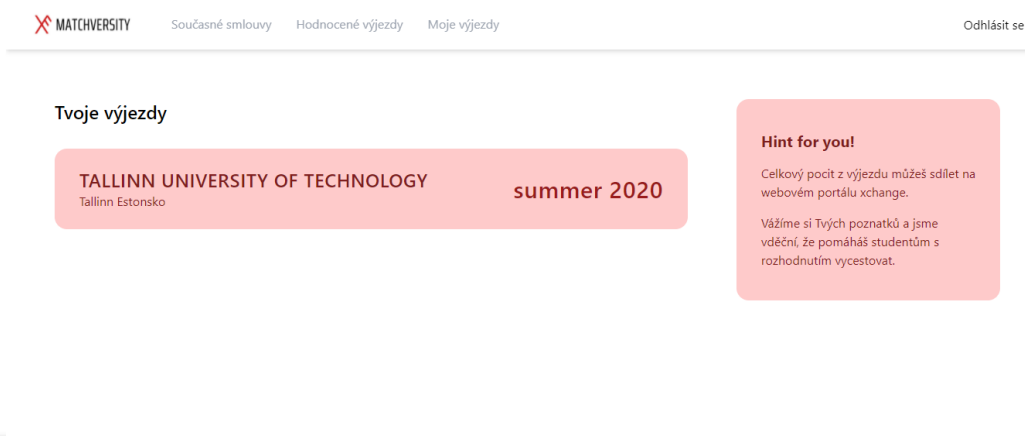 MATCHVERSITY
Současné smlouvy
Hodnocené výjezdy
Moje výjezdy
Odhlásit se
Tvoje výjezdy
TALLINN UNIVERSITY OF TECHNOLOGY
Tallinn Estonsko
summer 2020
Hint for you!
Celkový pocit z výjezdu můžeš sdílet na
webovém portálu xchange.
Vážíme si Tvých poznatků a jsme
vděční, že pomáháš studentům s
rozhodnutím vycestovat.